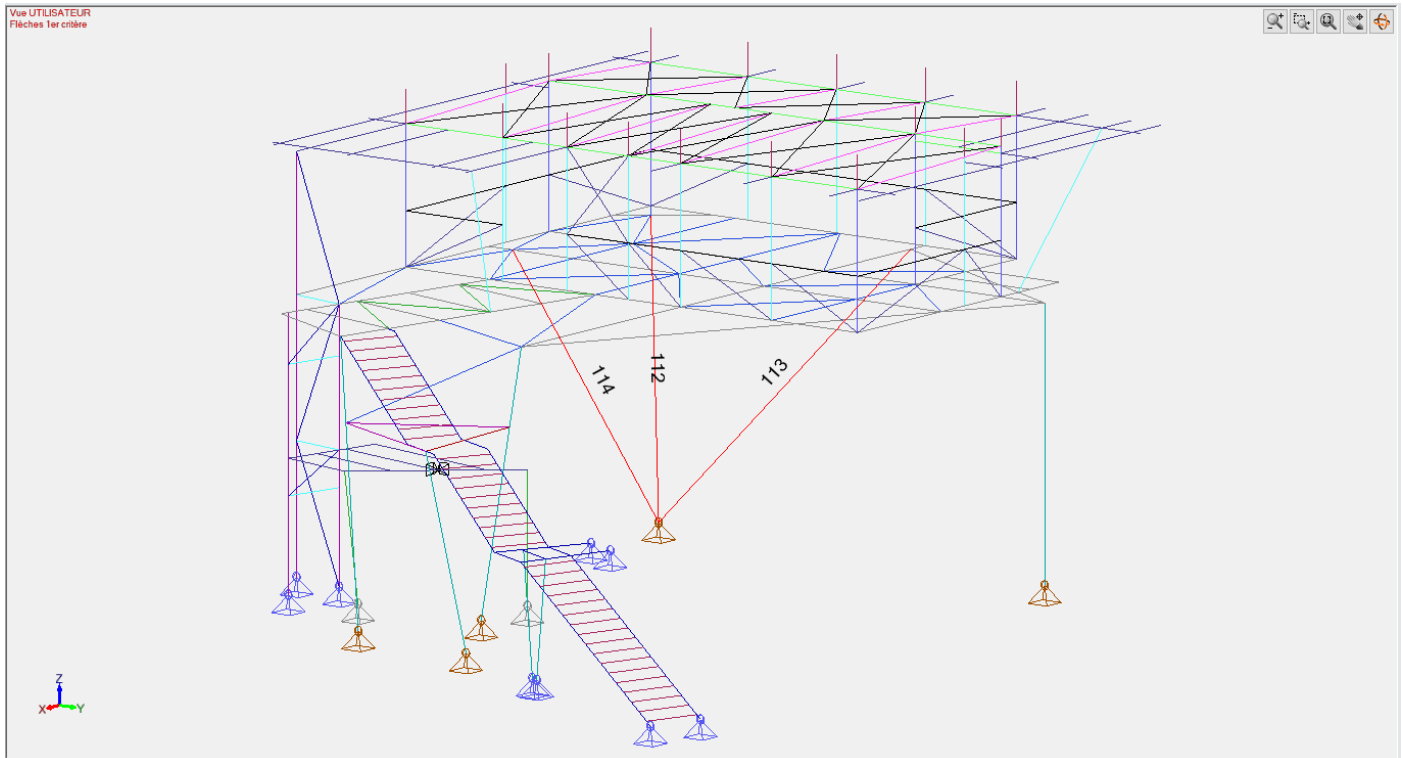 Vue UTILISATEUR
Flèches 1er critère
114
112
113
Z
X
Y